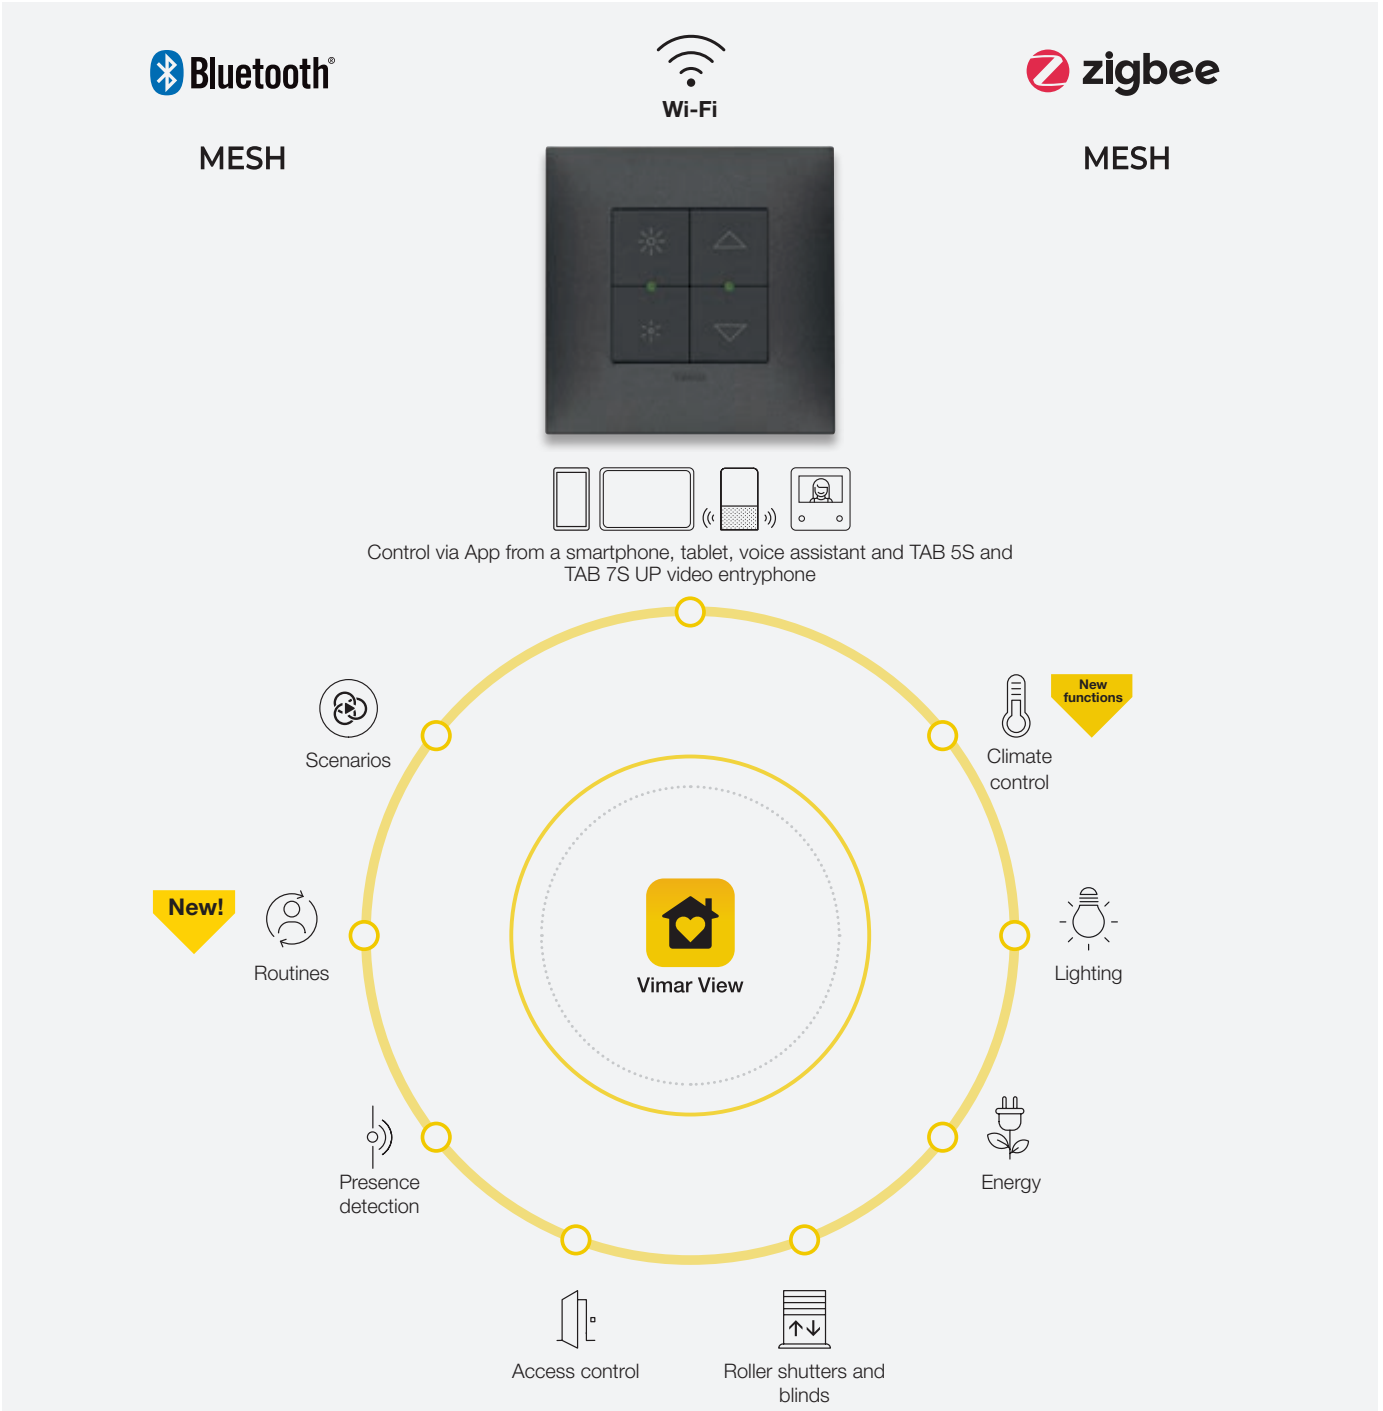 Bluetooth®
Wi-Fi
zigbee
MESH
MESH
Control via App from a smartphone, tablet, voice assistant and TAB 5S and
TAB 7S UP video entryphone
Scenarios
New
functions
Climate
control
New!
Routines
Vimar View
Lighting
Presence
detection
Energy
Access control
Roller shutters and
blinds